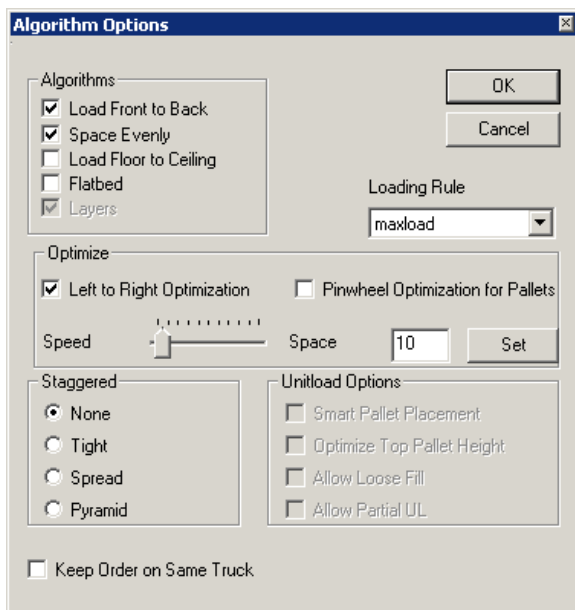 Algorithm Options
Algorithms
Load Front to Back
Space Evenly
Load Floor to Ceiling
Flatbed
Layers
OK
Cancel
Loading Rule
maxload
Optimize
Left to Right Optimization
Pinwheel Optimization for Pallets
Speed
Space
10
Set
Staggered
None
Tight
Spread
Pyramid
Unitload Options
Smart Pallet Placement
Optimize Top Pallet Height
Allow Loose Fill
Allow Partial UL
Keep Order on Same Truck